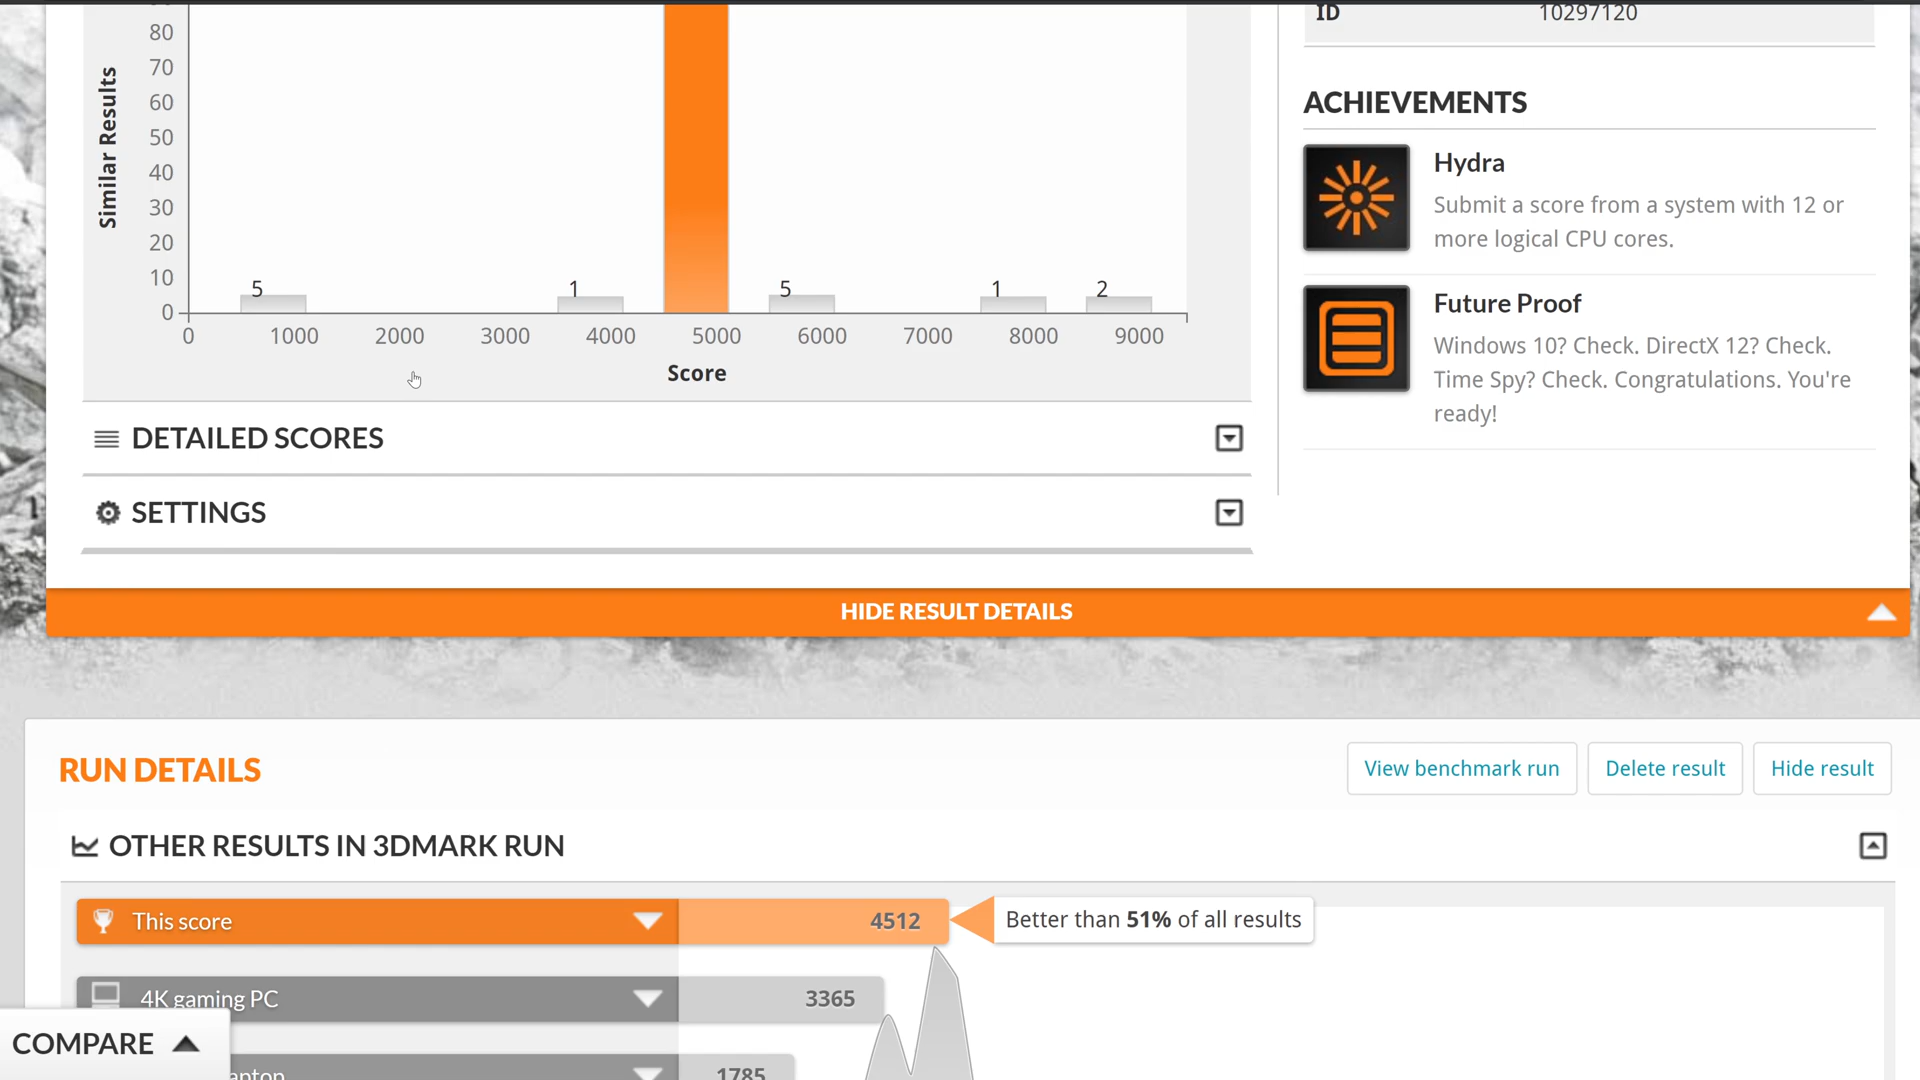 ID 10297120
80
70
60
50
40
30
20
10
0
Similar Results
5 1 5 1 2
0 1000 2000 3000 4000 5000 6000 7000 8000 9000
Score
ACHIEVEMENTS
Hydra
Submit a score from a system with 12 or
more logical CPU cores.
Future Proof
Windows 10? Check. DirectX 12? Check.
Time Spy? Check. Congratulations. You're
ready!
DETAILED SCORES
SETTINGS
HIDE RESULT DETAILS
RUN DETAILS
View benchmark run
Delete result
Hide result
OTHER RESULTS IN 3DMARK RUN
This score 4512
Better than 51% of all results
4K gaming PC 3365
COMPARE
1785